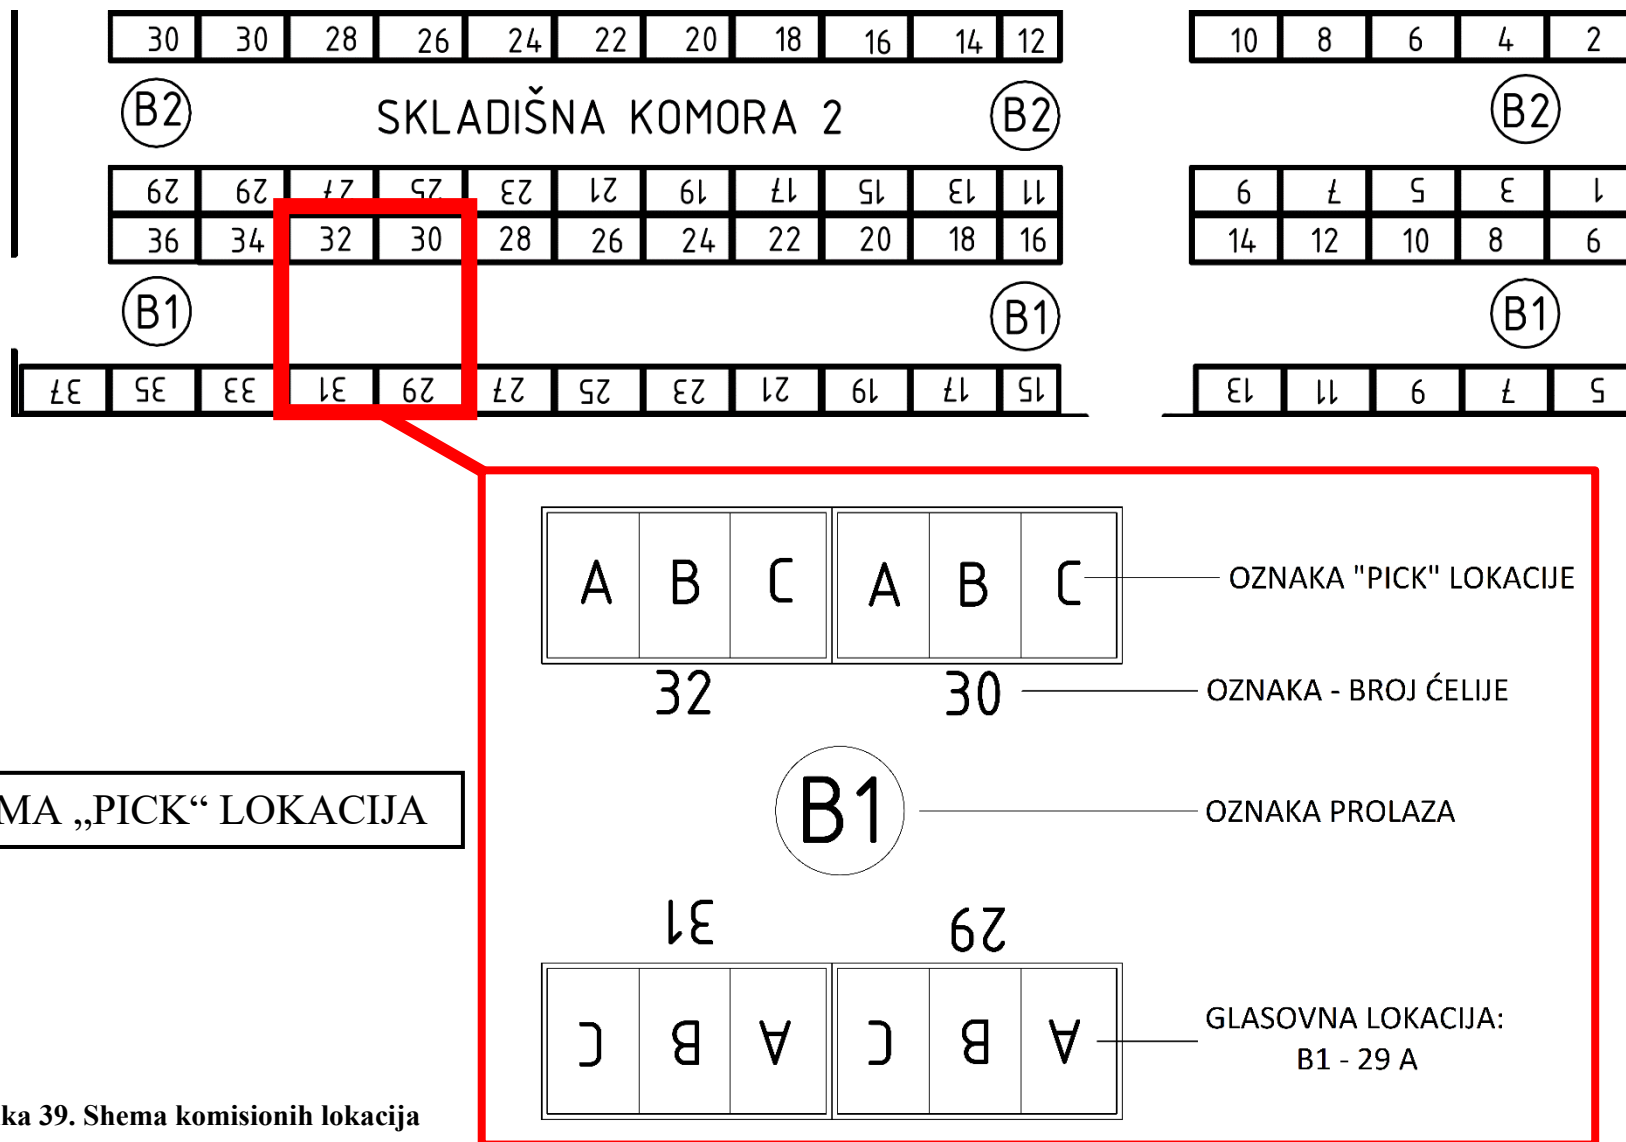 30 30 28 26 24 22 20 18 16 14 12 10 8 6 4 2
B2 SKLADIŠNA KOMORA 2 B2 B2
29 29 27 25 23 21 19 17 15 13 11 9 7 5 3 1
36 34 32 30 28 26 24 22 20 18 16 14 12 10 8 6
B1 B1 B1
37 35 33 31 29 27 25 23 21 19 17 15 13 11 9 7 5
A B C A B C OZNAKA "PICK" LOKACIJE
32 30 OZNAKA - BROJ ĆELIJE
B1 OZNAKA PROLAZA
MA „PICK“ LOKACIJA
31 29
C B A C B A GLASOVNA LOKACIJA:
B1 - 29 A
ka 39. Shema komisionih lokacija